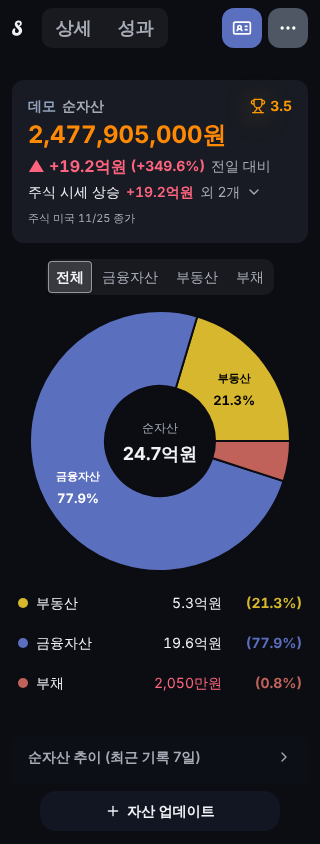 상세 성과
데모 순자산
3.5
2,477,905,000원
▲ +19.2억원 (+349.6%) 전일 대비
주식 시세 상승 +19.2억원 외 2개
주식 미국 11/25 종가
전체 금융자산 부동산 부채
부동산
21.3%
순자산
24.7억원
금융자산
77.9%
부동산 5.3억원 (21.3%)
금융자산 19.6억원 (77.9%)
부채 2,050만원 (0.8%)
순자산 추이 (최근 기록 7일)
+ 자산 업데이트